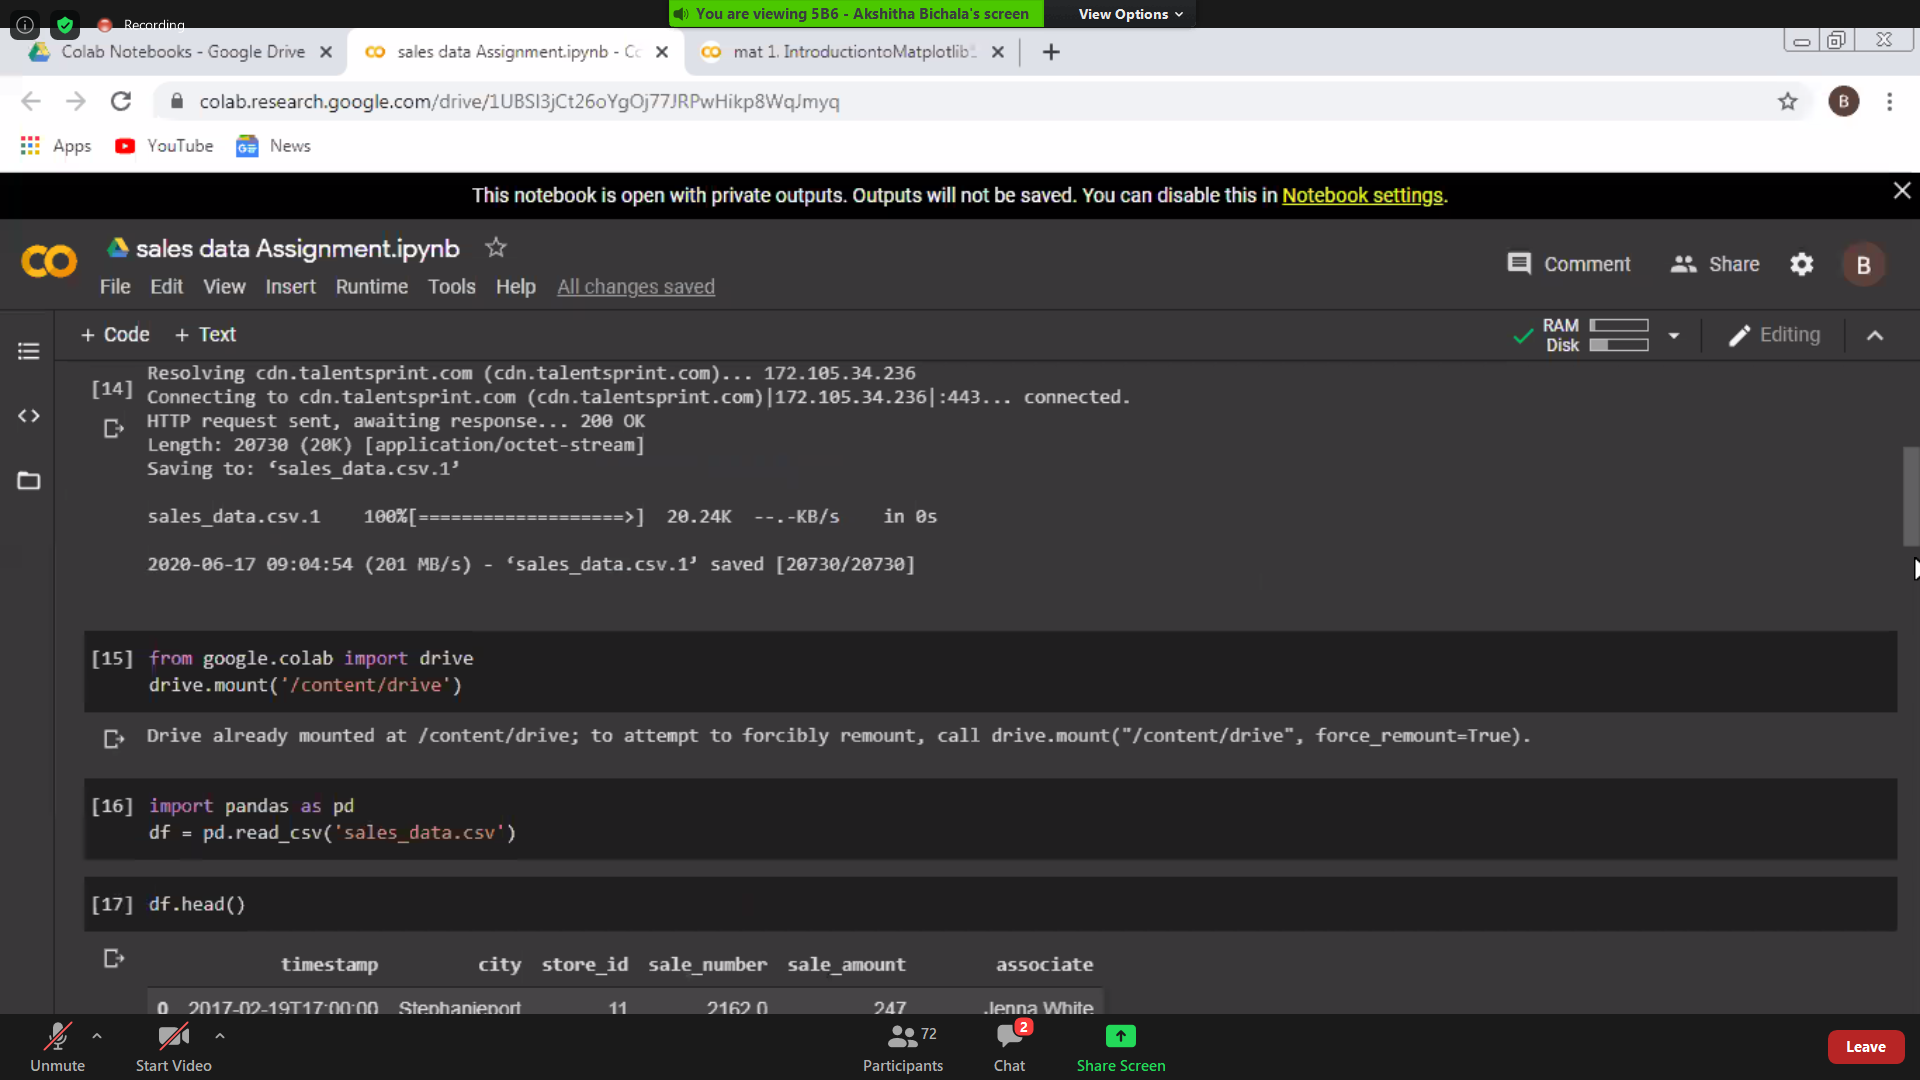 Recording
You are viewing 5B6 - Akshitha Bichala's screen
View Options
Colab Notebooks - Google Drive
sales data Assignment.ipynb - Co
mat 1. IntroductiontoMatplotlib
colab.research.google.com/drive/1UBSI3jCt26oYgOj77JRPwHikp8WqJmyq
B
Apps
YouTube
News
This notebook is open with private outputs. Outputs will not be saved. You can disable this in Notebook settings.
sales data Assignment.ipynb
File Edit View Insert Runtime Tools Help All changes saved
Comment
Share
B
+ Code + Text
RAM
Disk
Editing
[14]
Resolving cdn.talentsprint.com (cdn.talentsprint.com)... 172.105.34.236
Connecting to cdn.talentsprint.com (cdn.talentsprint.com)|172.105.34.236|:443... connected.
HTTP request sent, awaiting response... 200 OK
Length: 20730 (20K) [application/octet-stream]
Saving to: ‘sales_data.csv.1’
sales_data.csv.1 100%[===================>] 20.24K --.-KB/s in 0s
2020-06-17 09:04:54 (201 MB/s) - ‘sales_data.csv.1’ saved [20730/20730]
[15] from google.colab import drive
drive.mount('/content/drive')
Drive already mounted at /content/drive; to attempt to forcibly remount, call drive.mount("/content/drive", force_remount=True).
[16] import pandas as pd
df = pd.read_csv('sales_data.csv')
[17] df.head()
timestamp city store_id sale_number sale_amount associate
0 2017-02-19T17:00:00 Stephanieport 11 2162.0 247 Jenna White
Unmute
Start Video
72
Participants
2
Chat
Share Screen
Leave